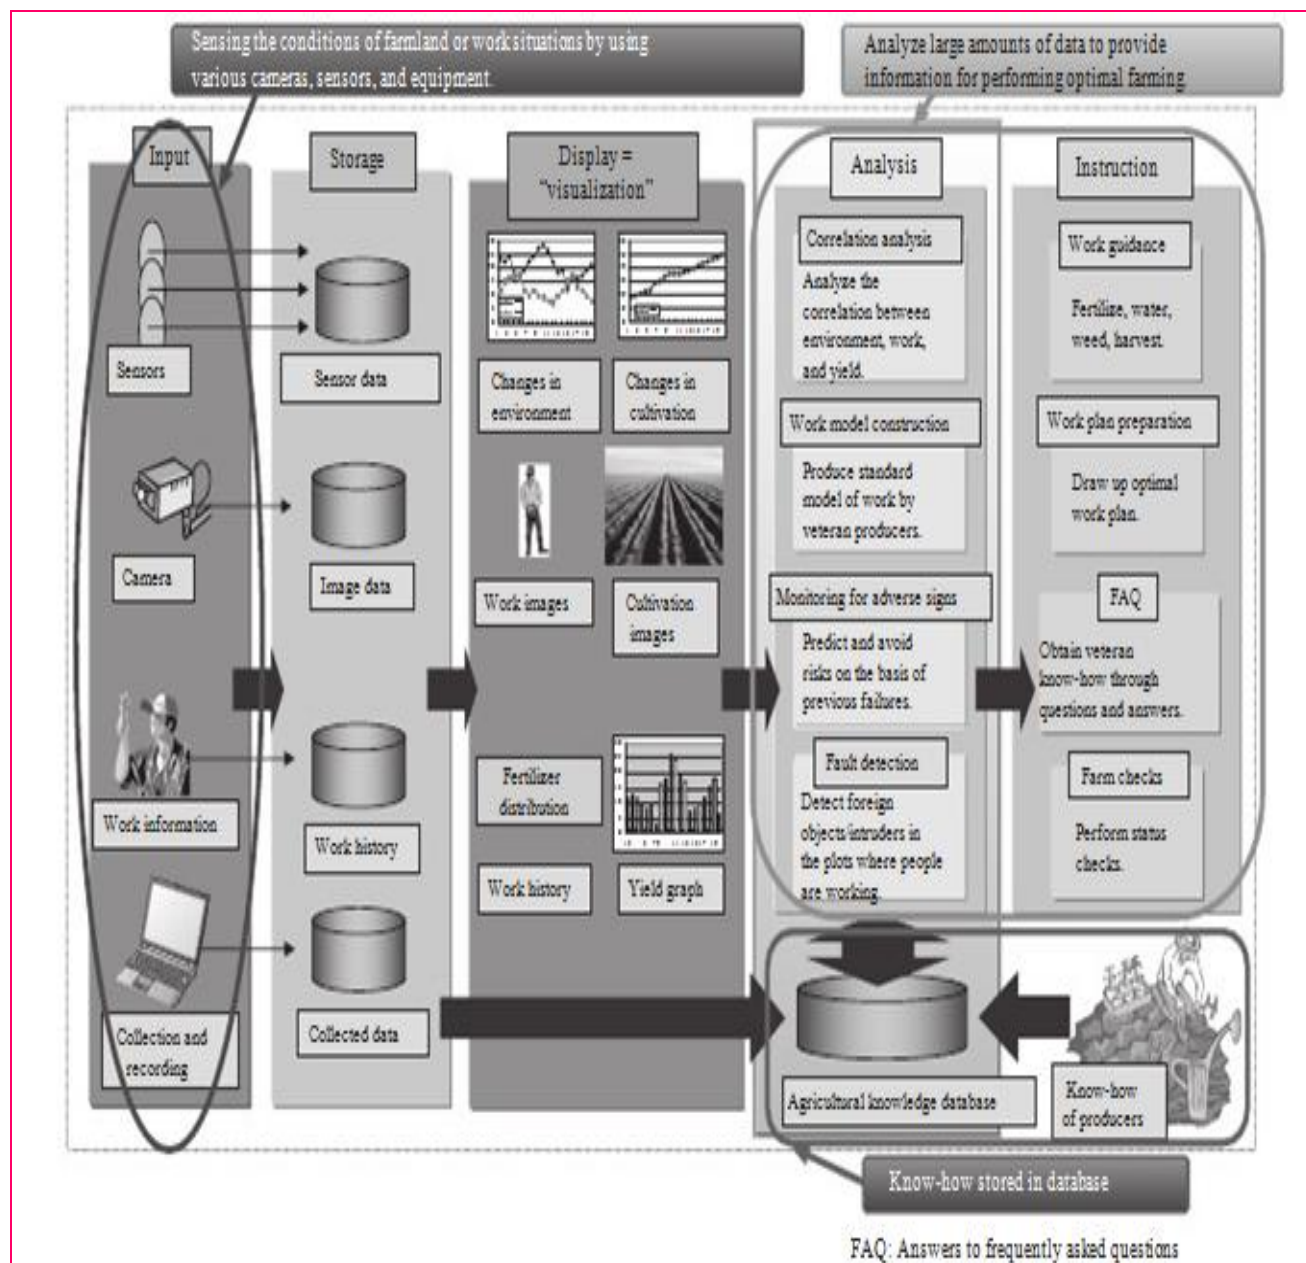 Sensing the conditions of farmland or work situations by using
various cameras, sensors, and equipment.
Analyze large amounts of data to provide
information for performing optimal farming.
Input
Sensors
Camera
Work information
Collection and
recording
Storage
Sensor data
Image data
Work history
Collected data
Display =
“visualization”
Changes in
environment
Changes in
cultivation
Work images
Cultivation
images
Fertilizer
distribution
Work history
Yield graph
Analysis
Correlation analysis
Analyze the
correlation between
environment, work,
and yield.
Work model construction
Produce standard
model of work by
veteran producers.
Monitoring for adverse signs
Predict and avoid
risks on the basis of
previous failures.
Fault detection
Detect foreign
objects/intruders in
the plots where people
are working.
Instruction
Work guidance
Fertilize, water,
weed, harvest.
Work plan preparation
Draw up optimal
work plan.
FAQ
Obtain veteran
know-how through
questions and answers.
Farm checks
Perform status
checks.
Agricultural knowledge database
Know-how
of producers
Know-how stored in database
FAQ: Answers to frequently asked questions